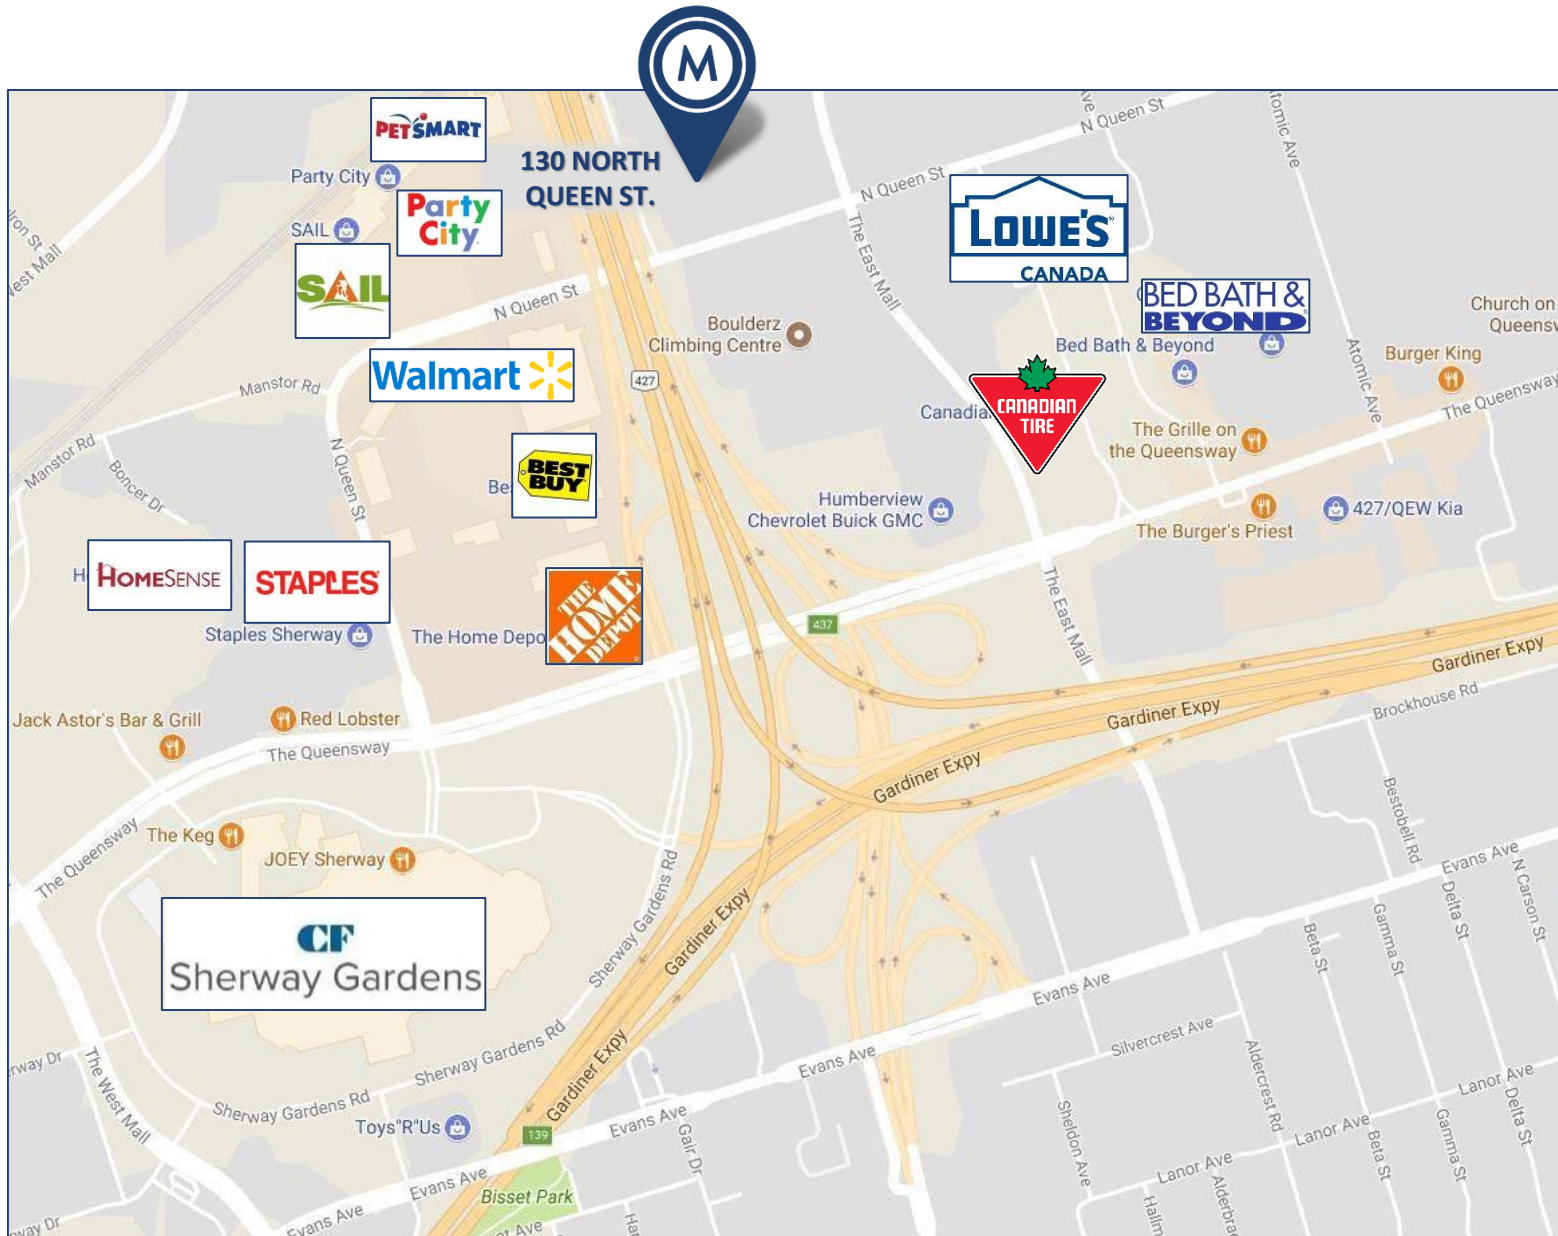 M
130 NORTH
QUEEN ST.
PETSMART
Party City
Party
City
SAIL
SAIL
N Queen St
N Queen St
N Queen St
Atomic Ave
LOWE'S
CANADA
The East Mall
BED BATH &
BEYOND
Bed Bath & Beyond
Church on
Boulderz
Climbing Centre
Walmart
427
Manstor Rd
Burger King
Atomic Ave
The Queensway
CANADIAN
TIRE
The Grille on
the Queensway
Manstor Rd
Boncer Dr
N Queen St
BEST
BUY
Humberview
Chevrolet Buick GMC
The Burger's Priest
427/QEW Kia
HOMESENSE
STAPLES
Staples Sherway
THE
HOME
DEPOT
437
The East Mall
Jack Astor's Bar & Grill
Red Lobster
The Queensway
Gardiner Expy
Gardiner Expy
Gardiner Expy
Brockhouse Rd
Bestobell Rd
The Keg
JOEY Sherway
The Queensway
CF
Sherway Gardens
Sherway Gardens Rd
Gardiner Expy
Evans Ave
N Carson St
Delta St
Gamma St
Beta St
Evans Ave
Evans Ave
Silvercrest Ave
Sherway Gardens Rd
Sherway Gardens Rd
Gardiner Expy
The West Mall
Toys"R"Us
139
Evans Ave
Gair Dr
Aldercrest Rd
Sheldon Ave
Lanor Ave
Lanor Ave
Lanor Ave
Delta St
Gamma St
Beta St
Evans Ave
Bisset Park
Evans Ave